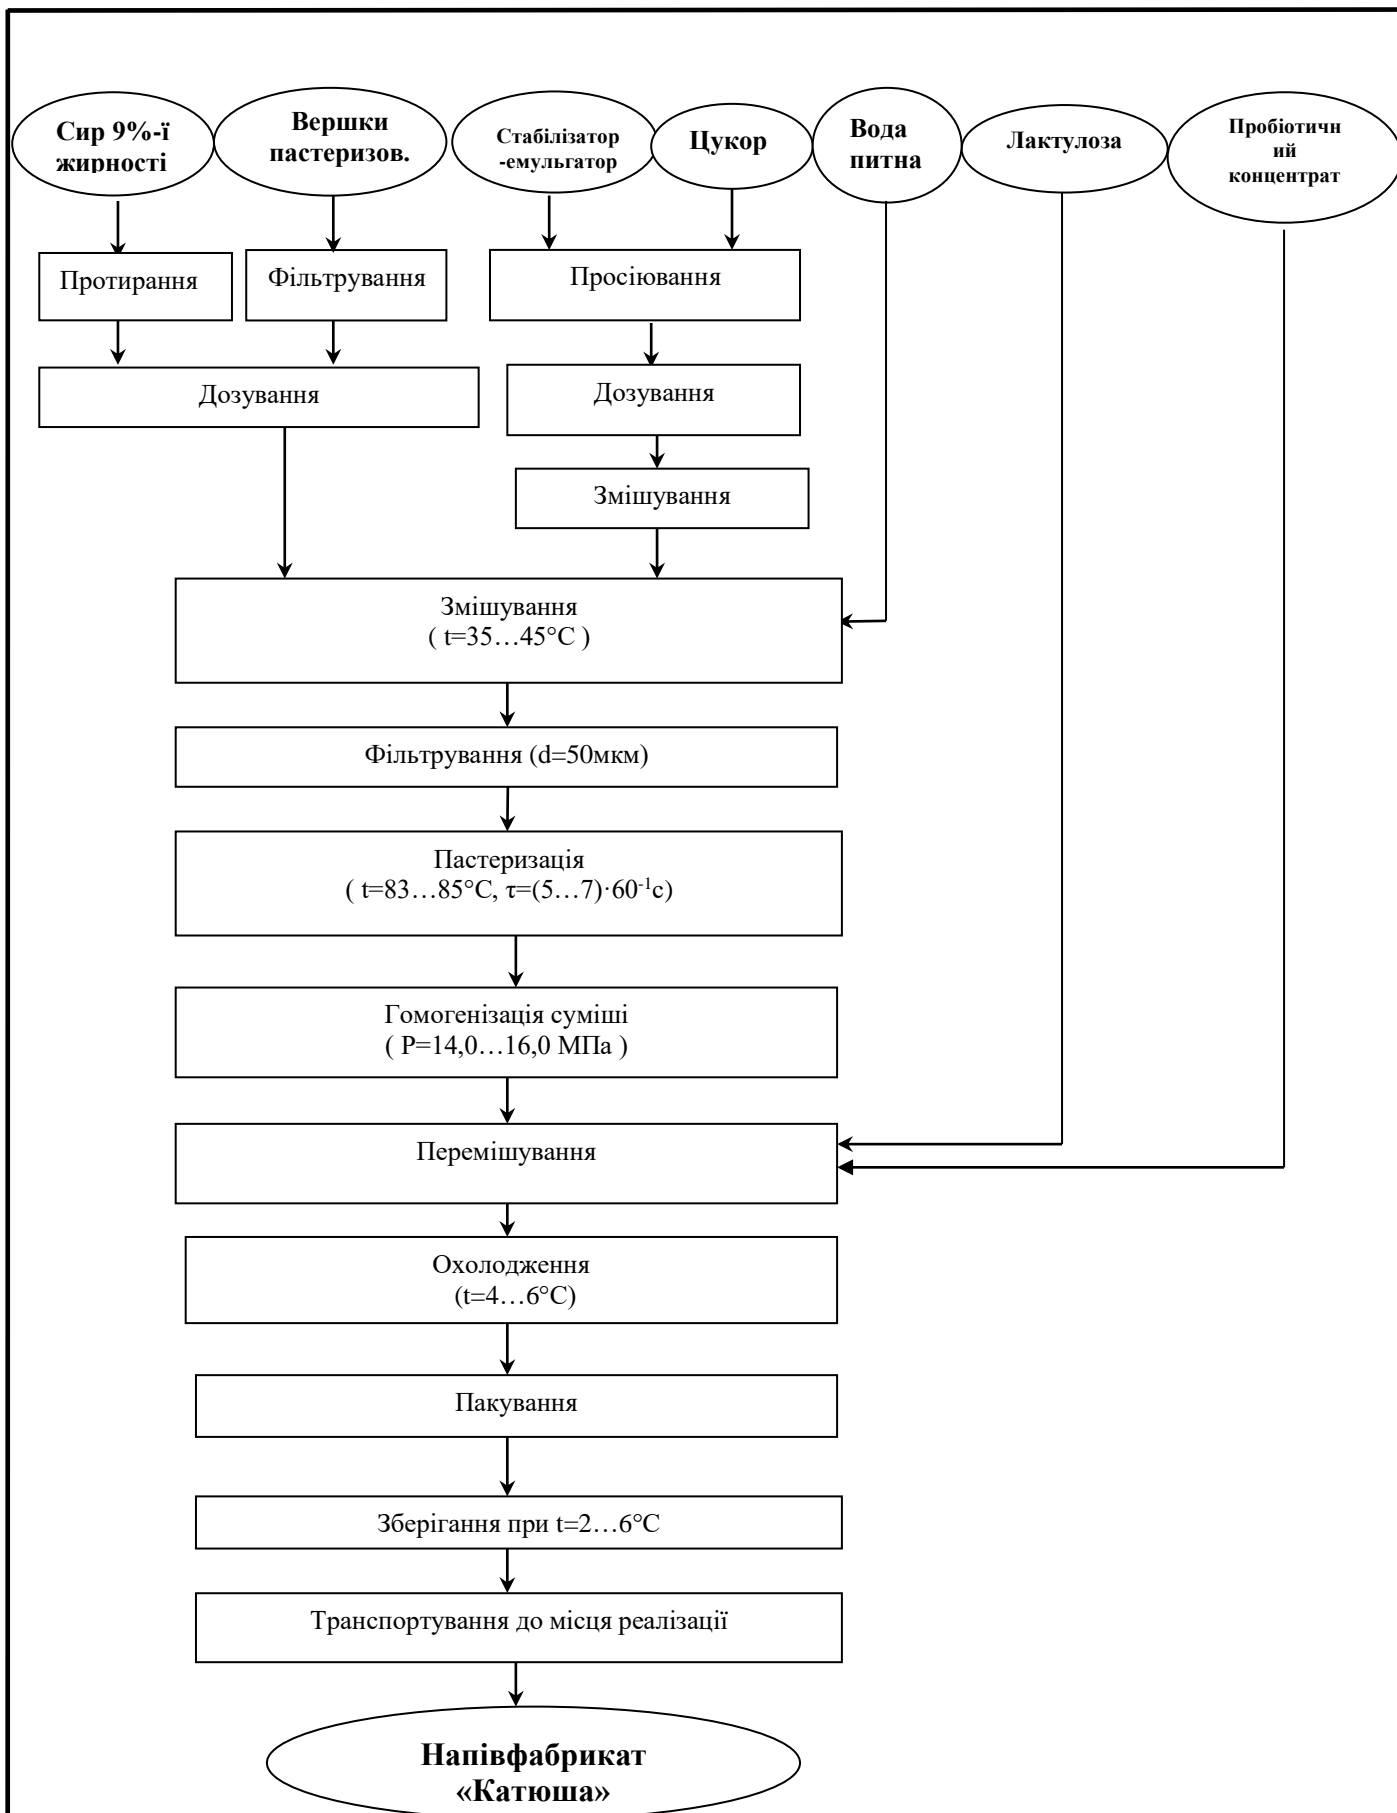 Сир 9%-ї
жирності
Вершки
пастеризов.
Стабілізатор
-емульгатор
Цукор
Вода
питна
Лактулоза
Пробіотичн
ий
концентрат
Протирання
Фільтрування
Просіювання
Дозування
Дозування
Змішування
Змішування
( t=35…45°С )
Фільтрування (d=50мкм)
Пастеризація
( t=83…85°С, τ=(5…7)·60⁻¹с)
Гомогенізація суміші
( Р=14,0…16,0 МПа )
Перемішування
Охолодження
(t=4…6°С)
Пакування
Зберігання при t=2…6°С
Транспортування до місця реалізації
Напівфабрикат
«Катюша»